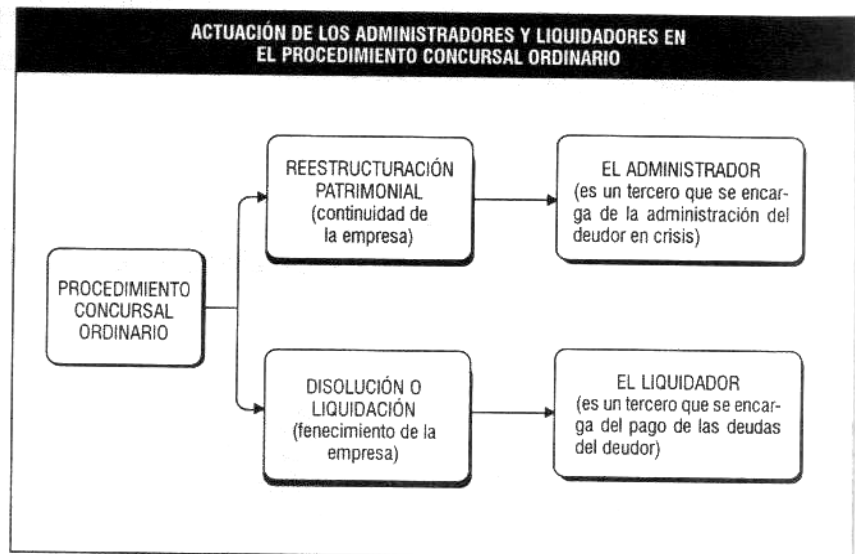 ACTUACIÓN DE LOS ADMINISTRADORES Y LIQUIDADORES EN
EL PROCEDIMIENTO CONCURSAL ORDINARIO
PROCEDIMIENTO
CONCURSAL
ORDINARIO
REESTRUCTURACIÓN
PATRIMONIAL
(continuidad de
la empresa)
EL ADMINISTRADOR
(es un tercero que se encar-
ga de la administración del
deudor en crisis)
DISOLUCIÓN O
LIQUIDACIÓN
(fenecimiento de la
empresa)
EL LIQUIDADOR
(es un tercero que se encar-
ga del pago de las deudas
del deudor)